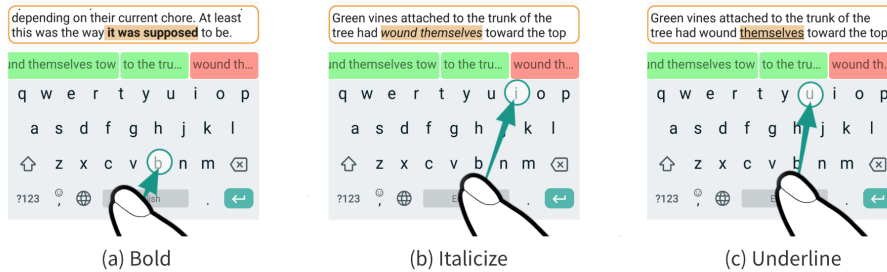 depending on their current chore. At least
this was the way it was supposed to be.
und themselves tow to the tru... wound th...
q w e r t y u i o p
a s d f g h j k l
z x c v b n m
?123 , .
(a) Bold
Green vines attached to the trunk of the
tree had wound themselves toward the top
und themselves tow to the tru... wound th...
q w e r t y u i o p
a s d f g h j k l
z x c v b n m
?123 , .
(b) Italicize
Green vines attached to the trunk of the
tree had wound themselves toward the top
und themselves tow to the tru... wound th.
q w e r t y u i o p
a s d f g h j k l
z x c v b n m
?123 , .
(c) Underline